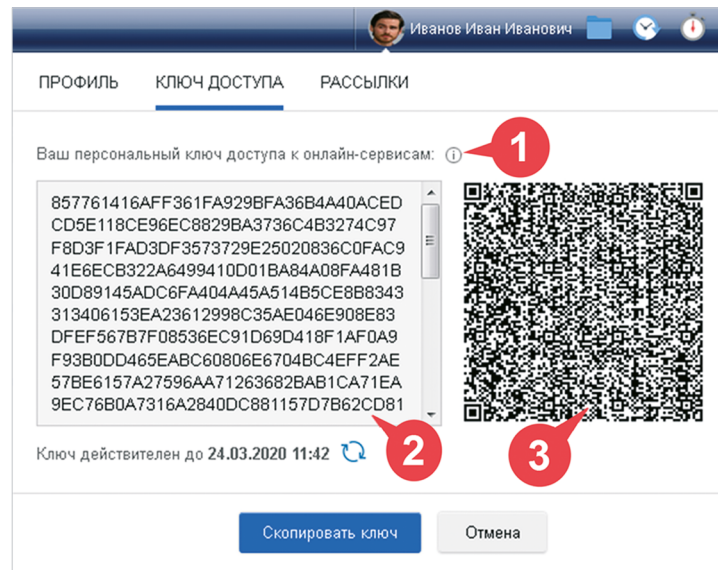 Иванов Иван Иванович
ПРОФИЛЬ КЛЮЧ ДОСТУПА РАССЫЛКИ
Ваш персональный ключ доступа к онлайн-сервисам:
1
857761416AFF361FA929BFA36B4A40ACED
CD5E118CE96EC8829BA3736C4B3274C97
F8D3F1FAD3DF3573729E25020836C0FAC9
41E6ECB322A6499410D01BA84A08FA481B
30D89145ADC6FA404A45A514B5CE8B8343
313406153EA23612998C35AE046E908E83
DFEF567B7F08536EC91D69D418F1AF0A9
F93B0DD465EABC60806E6704BC4EFF2AE
57BE6157A27596AA71263682BAB1CA71EA
9EC76B0A7316A2840DC881157D7B62CD81
2
3
Ключ действителен до 24.03.2020 11:42
Скопировать ключ Отмена